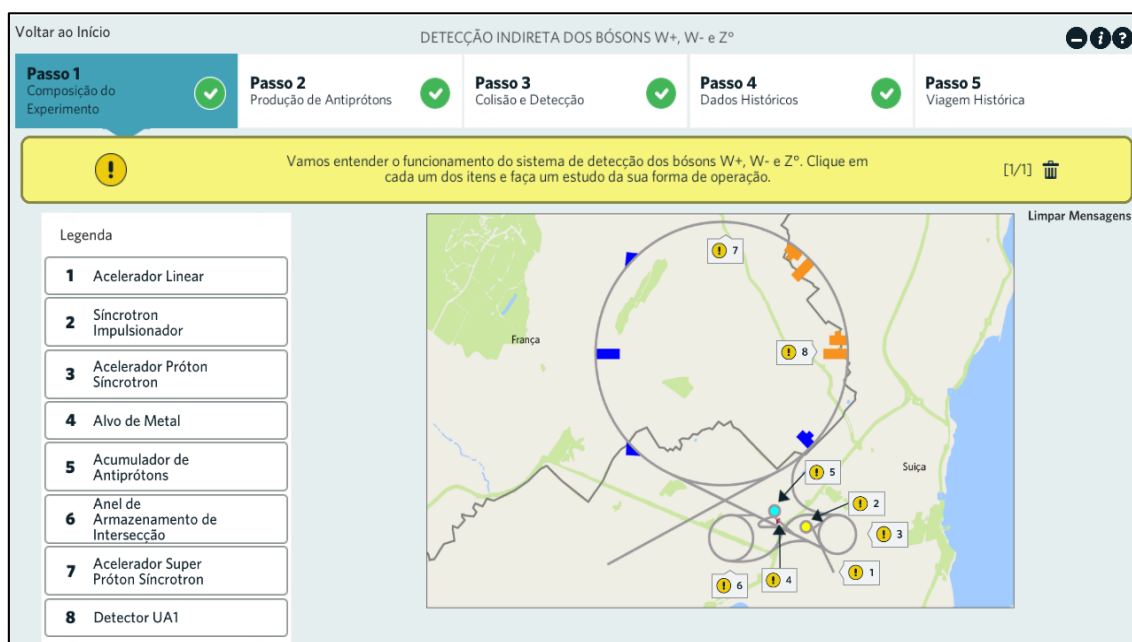 Voltar ao Início
DETECÇÃO INDIRETA DOS BÓSONS W+, W- e Z°
Passo 1
Composição do
Experimento
Passo 2
Produção de Antiprótons
Passo 3
Colisão e Detecção
Passo 4
Dados Históricos
Passo 5
Viagem Histórica
Vamos entender o funcionamento do sistema de detecção dos bósons W+, W- e Z°. Clique em
cada um dos itens e faça um estudo da sua forma de operação.
[1/1]
Limpar Mensagens
Legenda
1 Acelerador Linear
2 Síncrotron
Impulsionador
3 Acelerador Próton
Síncrotron
4 Alvo de Metal
5 Acumulador de
Antiprótons
6 Anel de
Armazenamento de
Intersecção
7 Acelerador Super
Próton Síncrotron
8 Detector UA1
! 7
França
! 8
Suiça
! 5
! 2
! 3
! 1
! 4
! 6